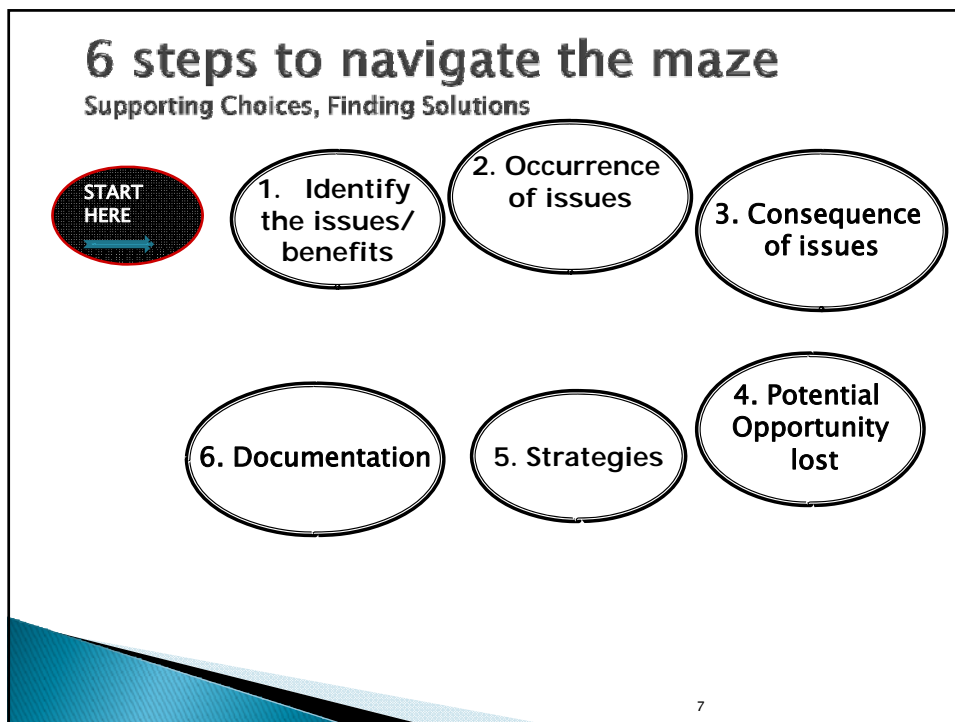 6 steps to navigate the maze
Supporting Choices, Finding Solutions
START
HERE
1. Identify
the issues/
benefits
2. Occurrence
of issues
3. Consequence
of issues
4. Potential
Opportunity
lost
5. Strategies
6. Documentation
7